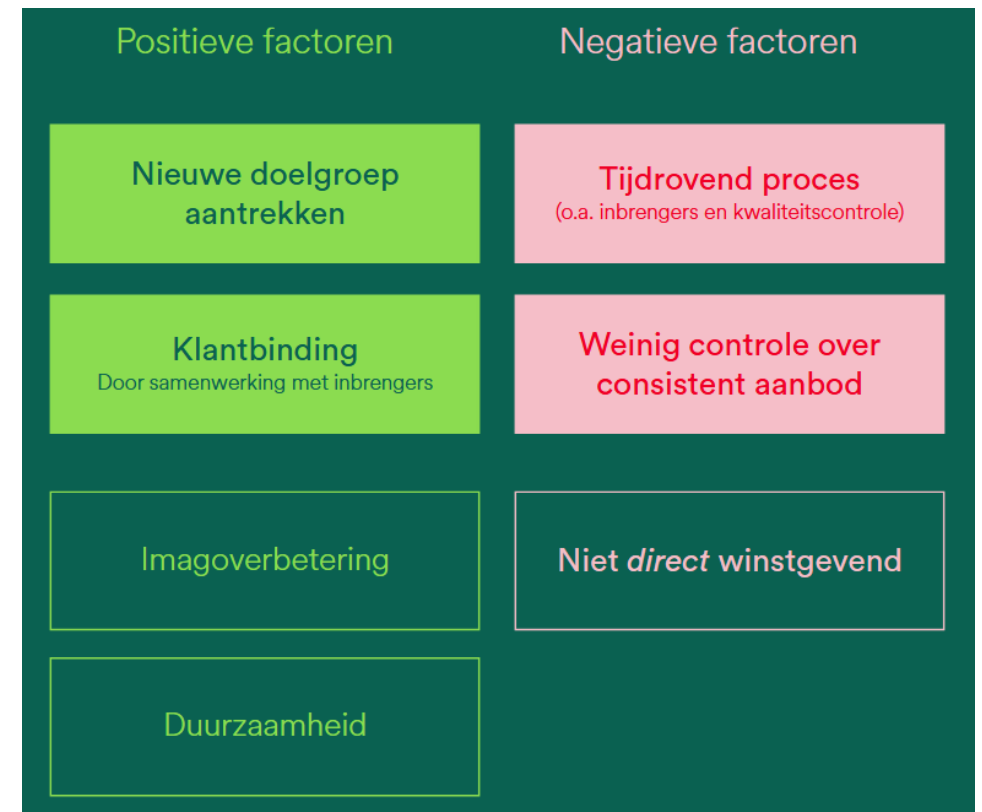 Positieve factoren
Negatieve factoren
Nieuwe doelgroep
aantrekken
Tijdrovend proces
(o.a. inbrengers en kwaliteitscontrole)
Klantbinding
Door samenwerking met inbrengers
Weinig controle over
consistent aanbod
Imagoverbetering
Niet direct winstgevend
Duurzaamheid